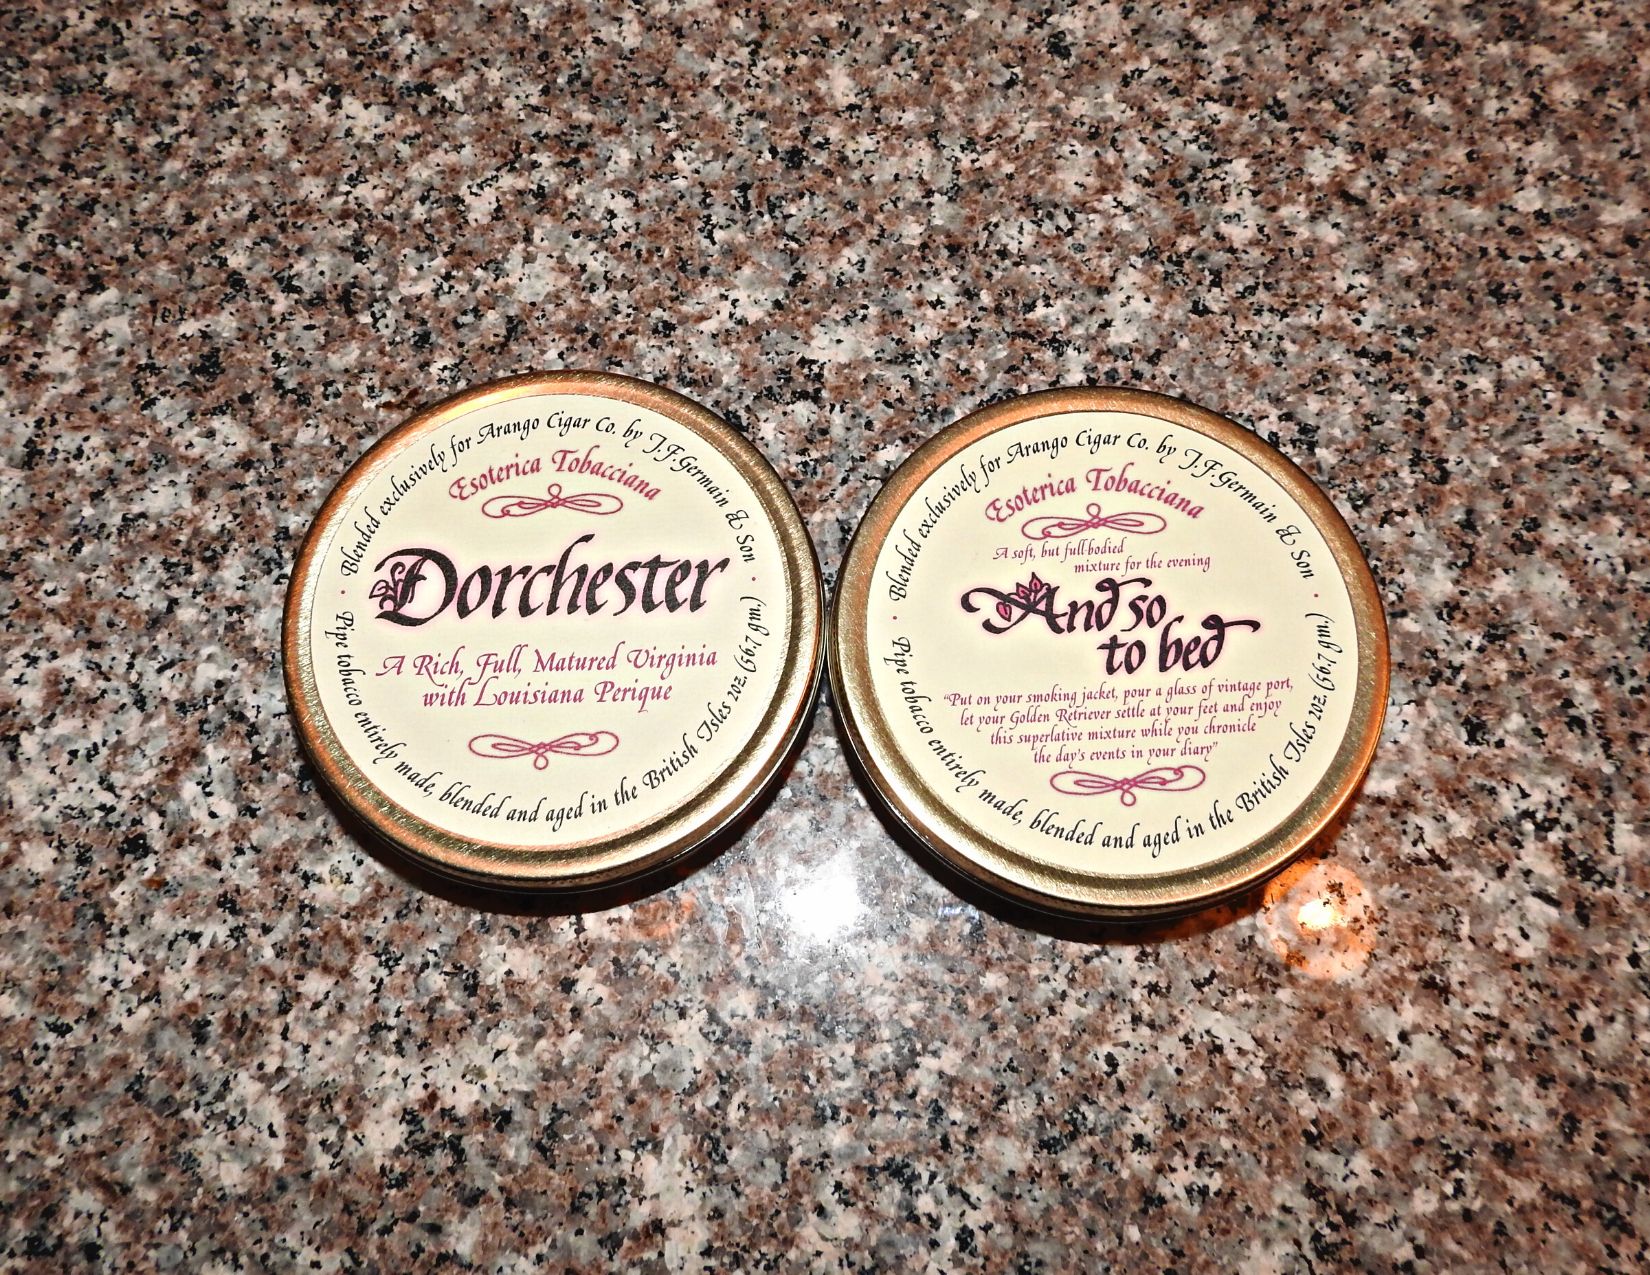 Blended exclusively for Arango Cigar Co. by J.F.Germain & Son
Esoterica Tobacciana
Dorchester
A Rich, Full, Matured Virginia
with Louisiana Perique
Pipe tobacco entirely made, blended and aged in the British Isles 2oz.(56.7 gm.)
Blended exclusively for Arango Cigar Co. by J.F.Germain & Son
Esoterica Tobacciana
A soft, but full-bodied
mixture for the evening
And so
to bed
"Put on your smoking jacket, pour a glass of vintage port,
let your Golden Retriever settle at your feet and enjoy
this superlative mixture while you chronicle
the day's events in your diary"
Pipe tobacco entirely made, blended and aged in the British Isles 2oz.(56.7 gm.)